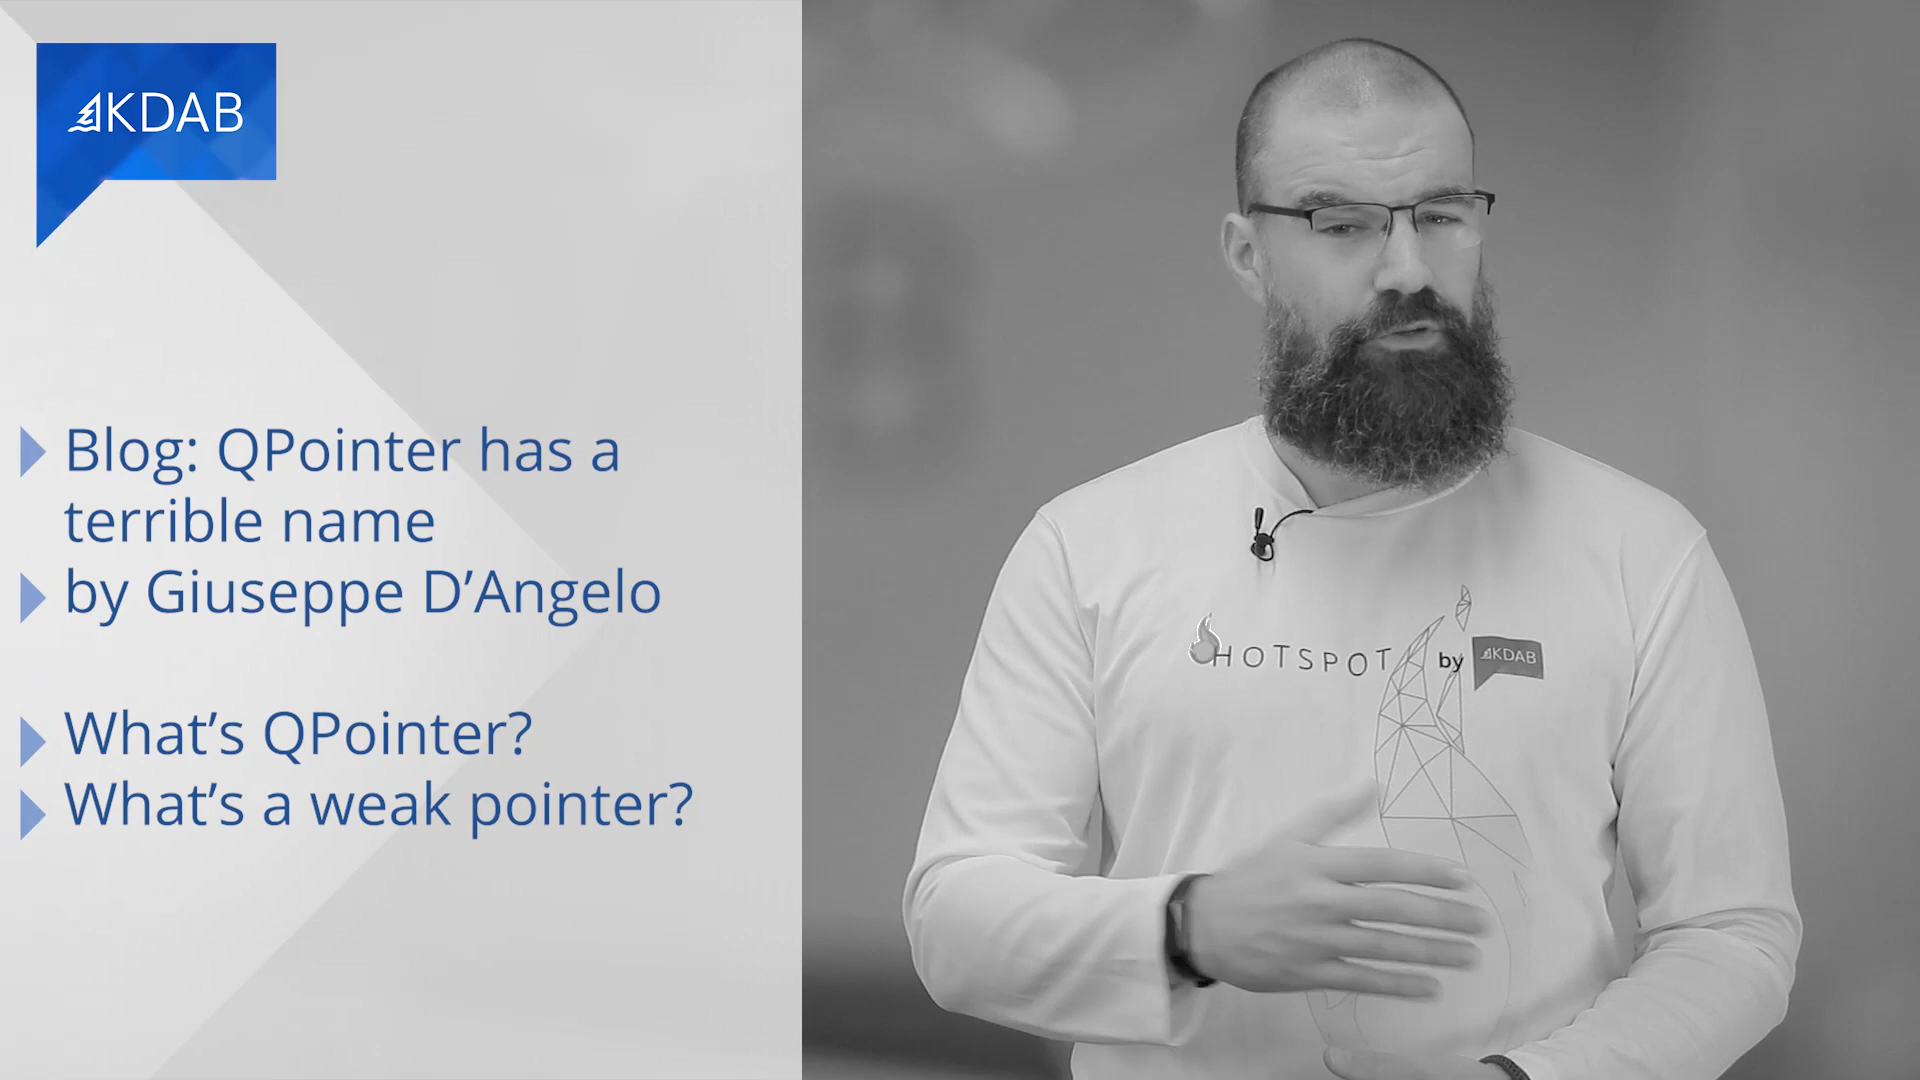 KDAB
Blog: QPointer has a
terrible name
by Giuseppe D’Angelo
What’s QPointer?
What’s a weak pointer?
HOTSPOT by KDAB